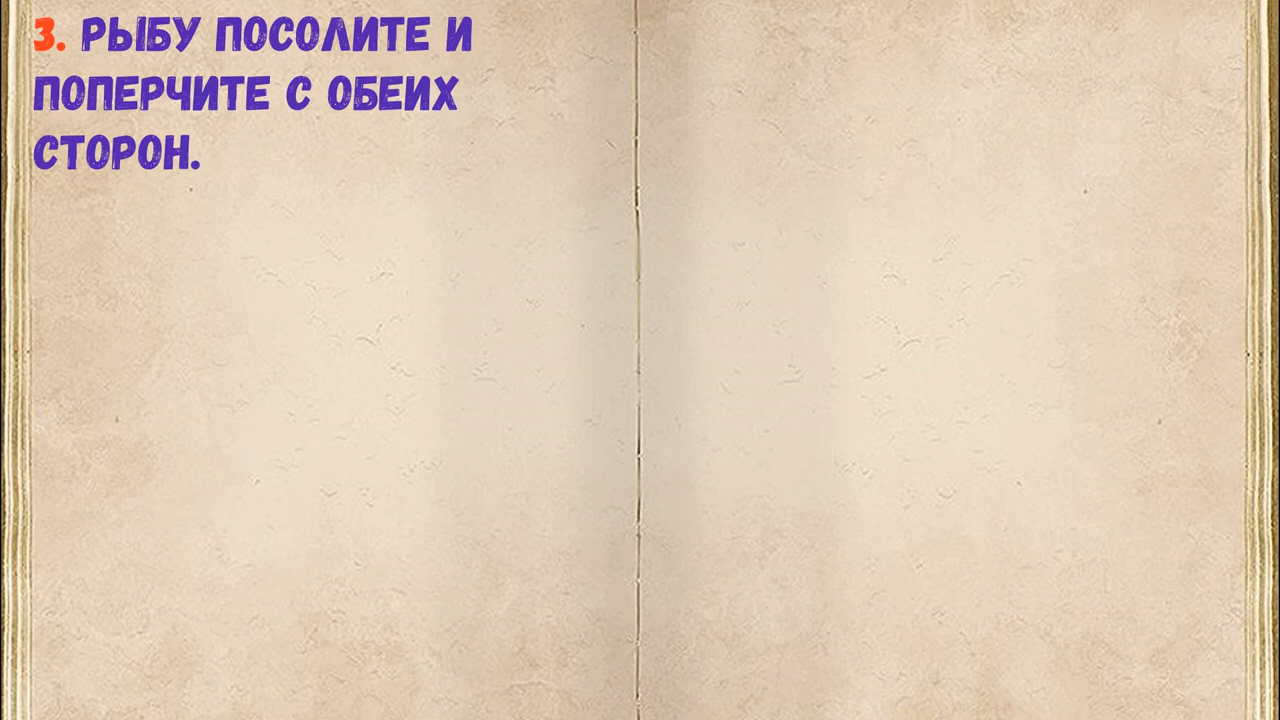 3. РЫБУ ПОСОЛИТЕ И
ПОПЕРЧИТЕ С ОБЕИХ
СТОРОН.